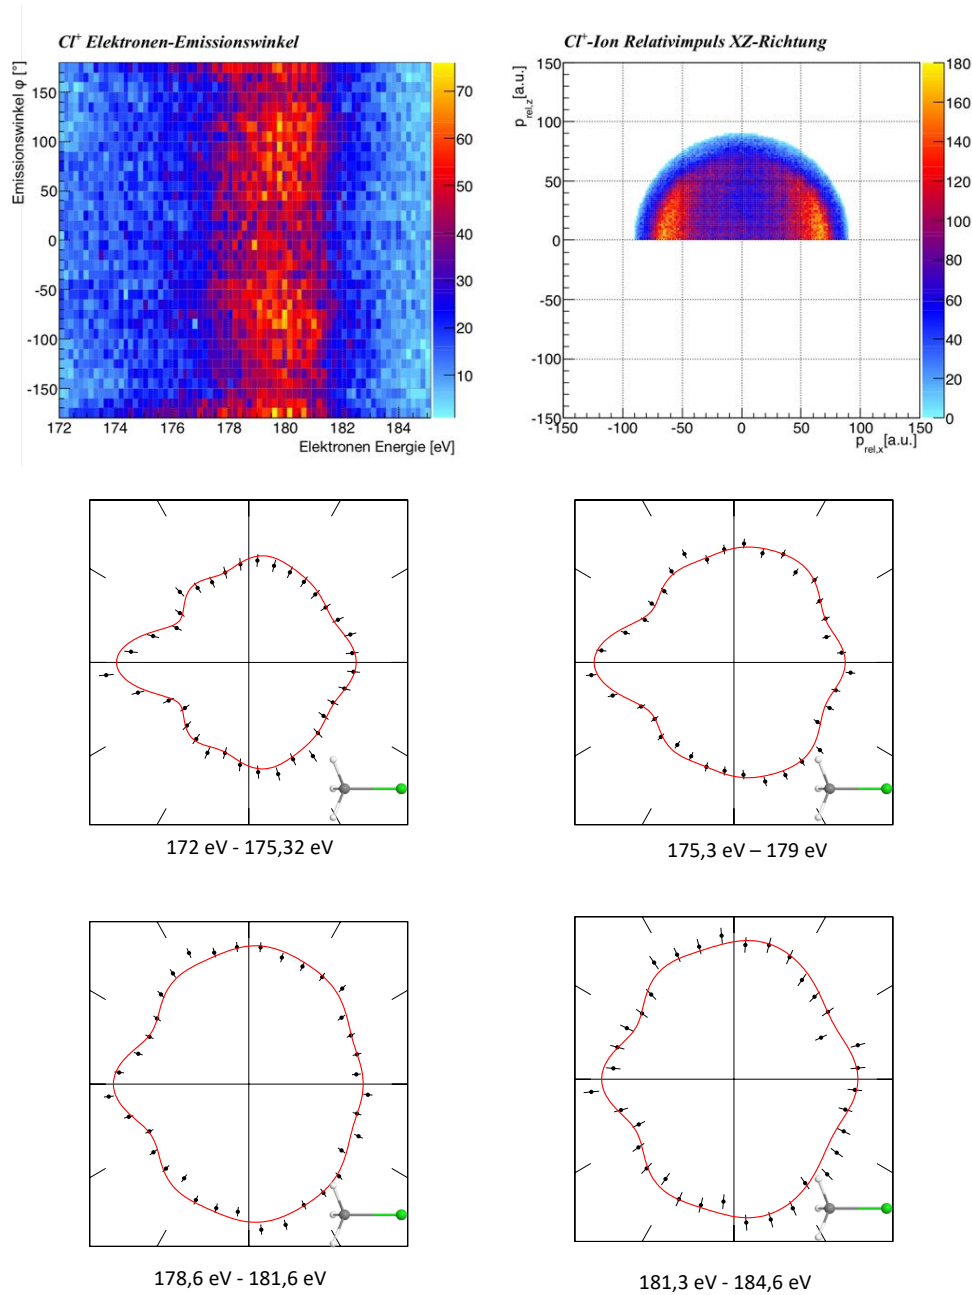 Cl⁺ Elektronen-Emissionswinkel
Emissionswinkel φ [°]
150
100
50
0
-50
-100
-150
172 174 176 178 180 182 184
Elektronen Energie [eV]
70
60
50
40
30
20
10
Cl⁺-Ion Relativimpuls XZ-Richtung
p_rel,z [a.u.]
150
100
50
0
-50
-100
-150
-150 -100 -50 0 50 100 150
p_rel,x [a.u.]
180
160
140
120
100
80
60
40
20
0
172 eV - 175,32 eV
175,3 eV – 179 eV
178,6 eV - 181,6 eV
181,3 eV - 184,6 eV